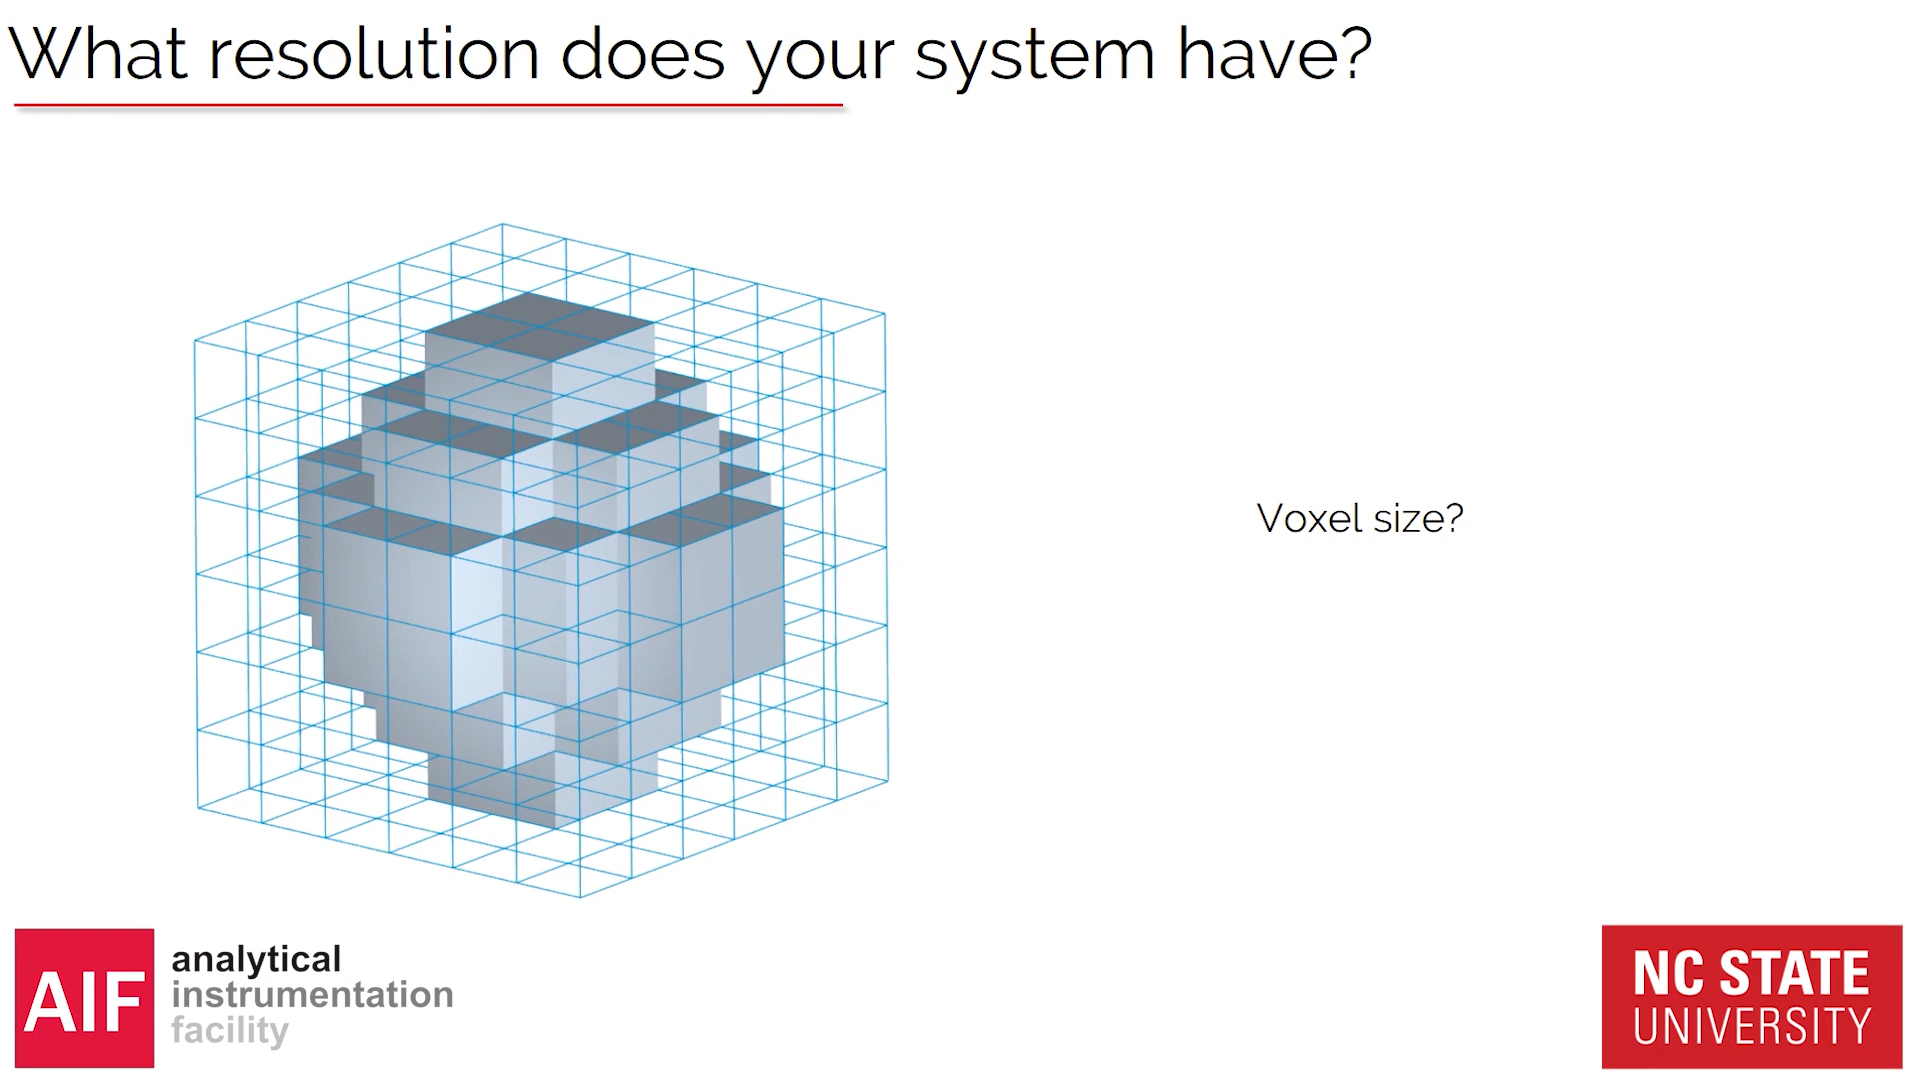 What resolution does your system have?
Voxel size?
AIF
analytical
instrumentation
facility
NC STATE
UNIVERSITY